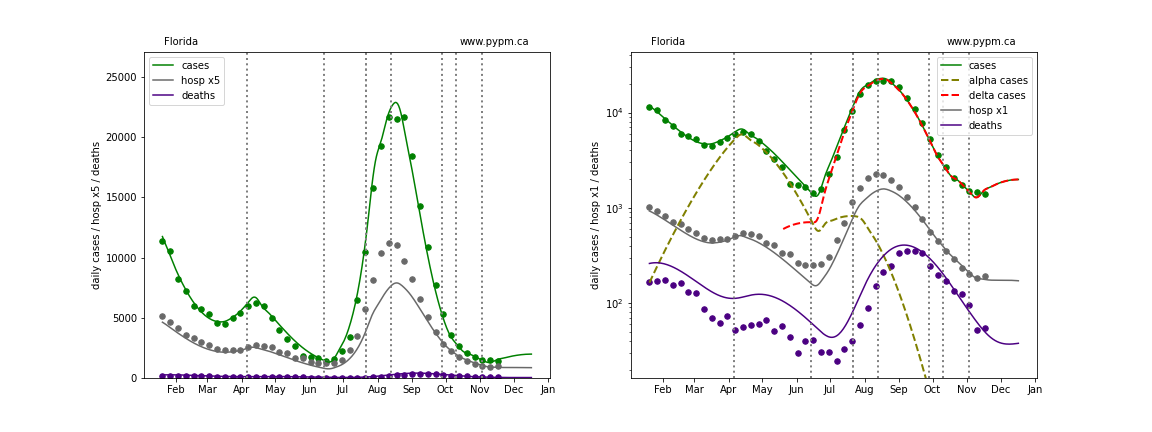 Florida
www.pypm.ca
cases
hosp x5
deaths
daily cases / hosp x5 / deaths
25000
20000
15000
10000
5000
0
Feb Mar Apr May Jun Jul Aug Sep Oct Nov Dec Jan
Florida
www.pypm.ca
cases
alpha cases
delta cases
hosp x1
deaths
daily cases / hosp x1 / deaths
10⁴
10³
10²
Feb Mar Apr May Jun Jul Aug Sep Oct Nov Dec Jan